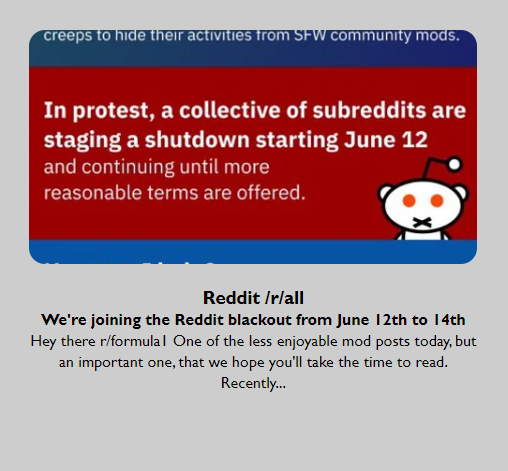 creeps to hide their activities from SFW community mods.
In protest, a collective of subreddits are
staging a shutdown starting June 12
and continuing until more
reasonable terms are offered.
Reddit /r/all
We're joining the Reddit blackout from June 12th to 14th
Hey there r/formula1 One of the less enjoyable mod posts today, but
an important one, that we hope you'll take the time to read.
Recently...